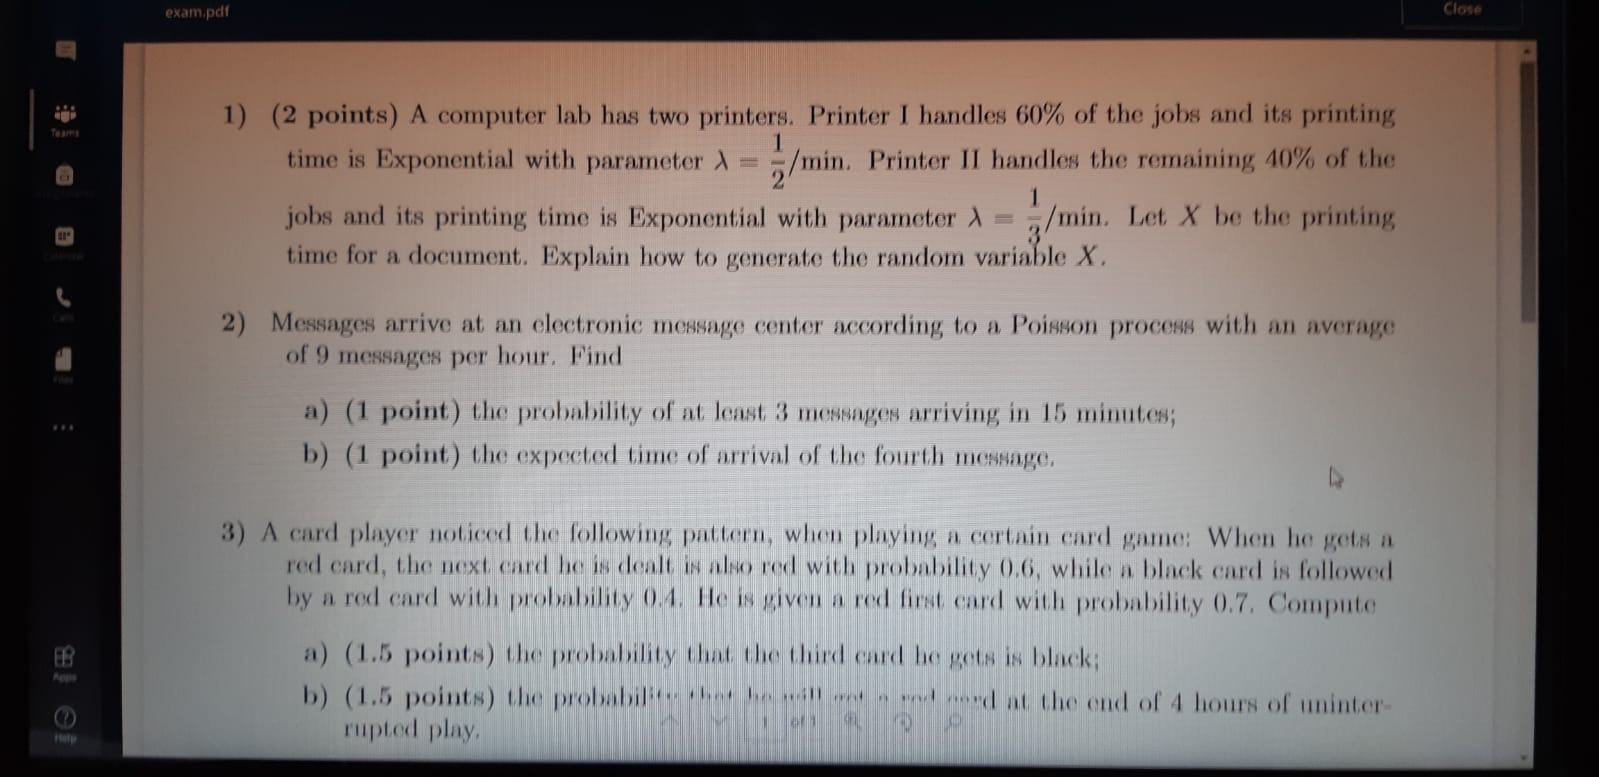 exam.pdf
Close
Teams
1) (2 points) A computer lab has two printers. Printer I handles 60% of the jobs and its printing
time is Exponential with parameter λ = 1/2/min. Printer II handles the remaining 40% of the
jobs and its printing time is Exponential with parameter λ = 1/3/min. Let X be the printing
time for a document. Explain how to generate the random variable X.
2) Messages arrive at an electronic message center according to a Poisson process with an average
of 9 messages per hour. Find
a) (1 point) the probability of at least 3 messages arriving in 15 minutes;
b) (1 point) the expected time of arrival of the fourth message.
3) A card player noticed the following pattern, when playing a certain card game: When he gets a
red card, the next card he is dealt is also red with probability 0.6, while a black card is followed
by a red card with probability 0.4. He is given a red first card with probability 0.7. Compute
a) (1.5 points) the probability that the third card he gets is black;
b) (1.5 points) the probability that he will get a red card at the end of 4 hours of uninter-
rupted play.
1 of 1
Calls
Files
Apps
Help